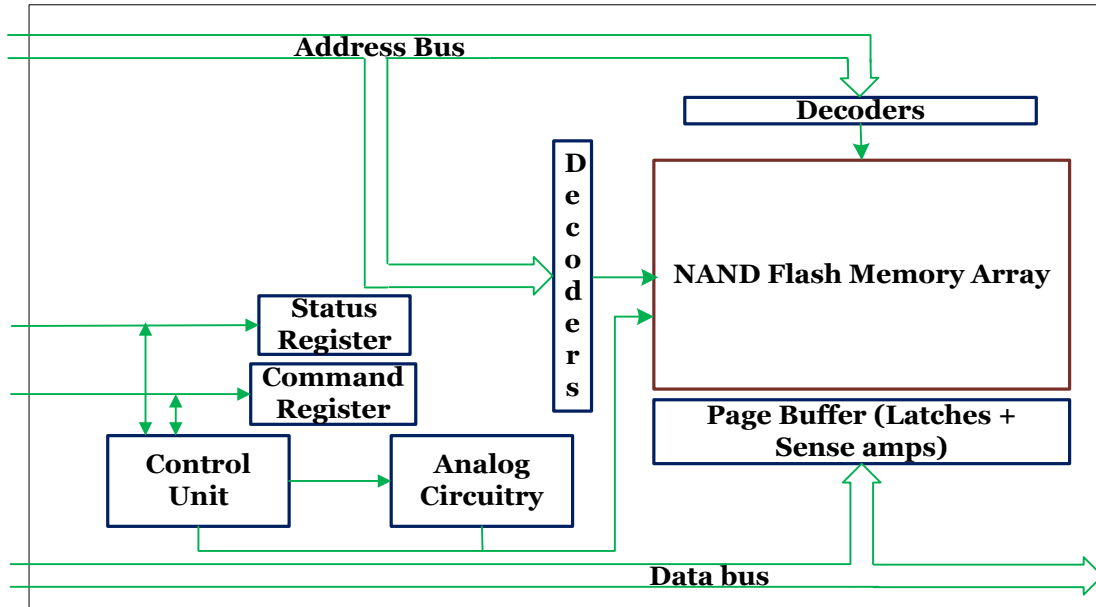 Address Bus
Decoders
D
e
c
o
d
e
r
s
NAND Flash Memory Array
Status
Register
Command
Register
Page Buffer (Latches +
Sense amps)
Control
Unit
Analog
Circuitry
Data bus